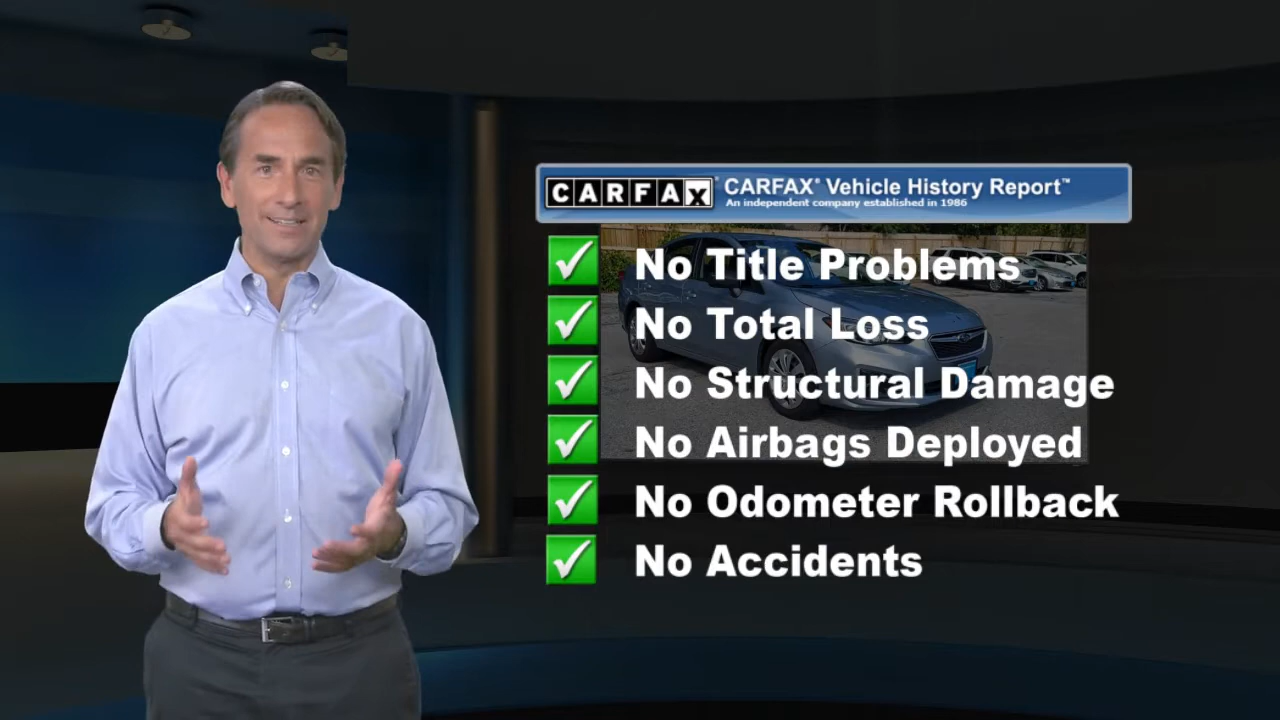 CARFAX® CARFAX® Vehicle History Report™
An independent company established in 1986
No Title Problems
No Total Loss
No Structural Damage
No Airbags Deployed
No Odometer Rollback
No Accidents